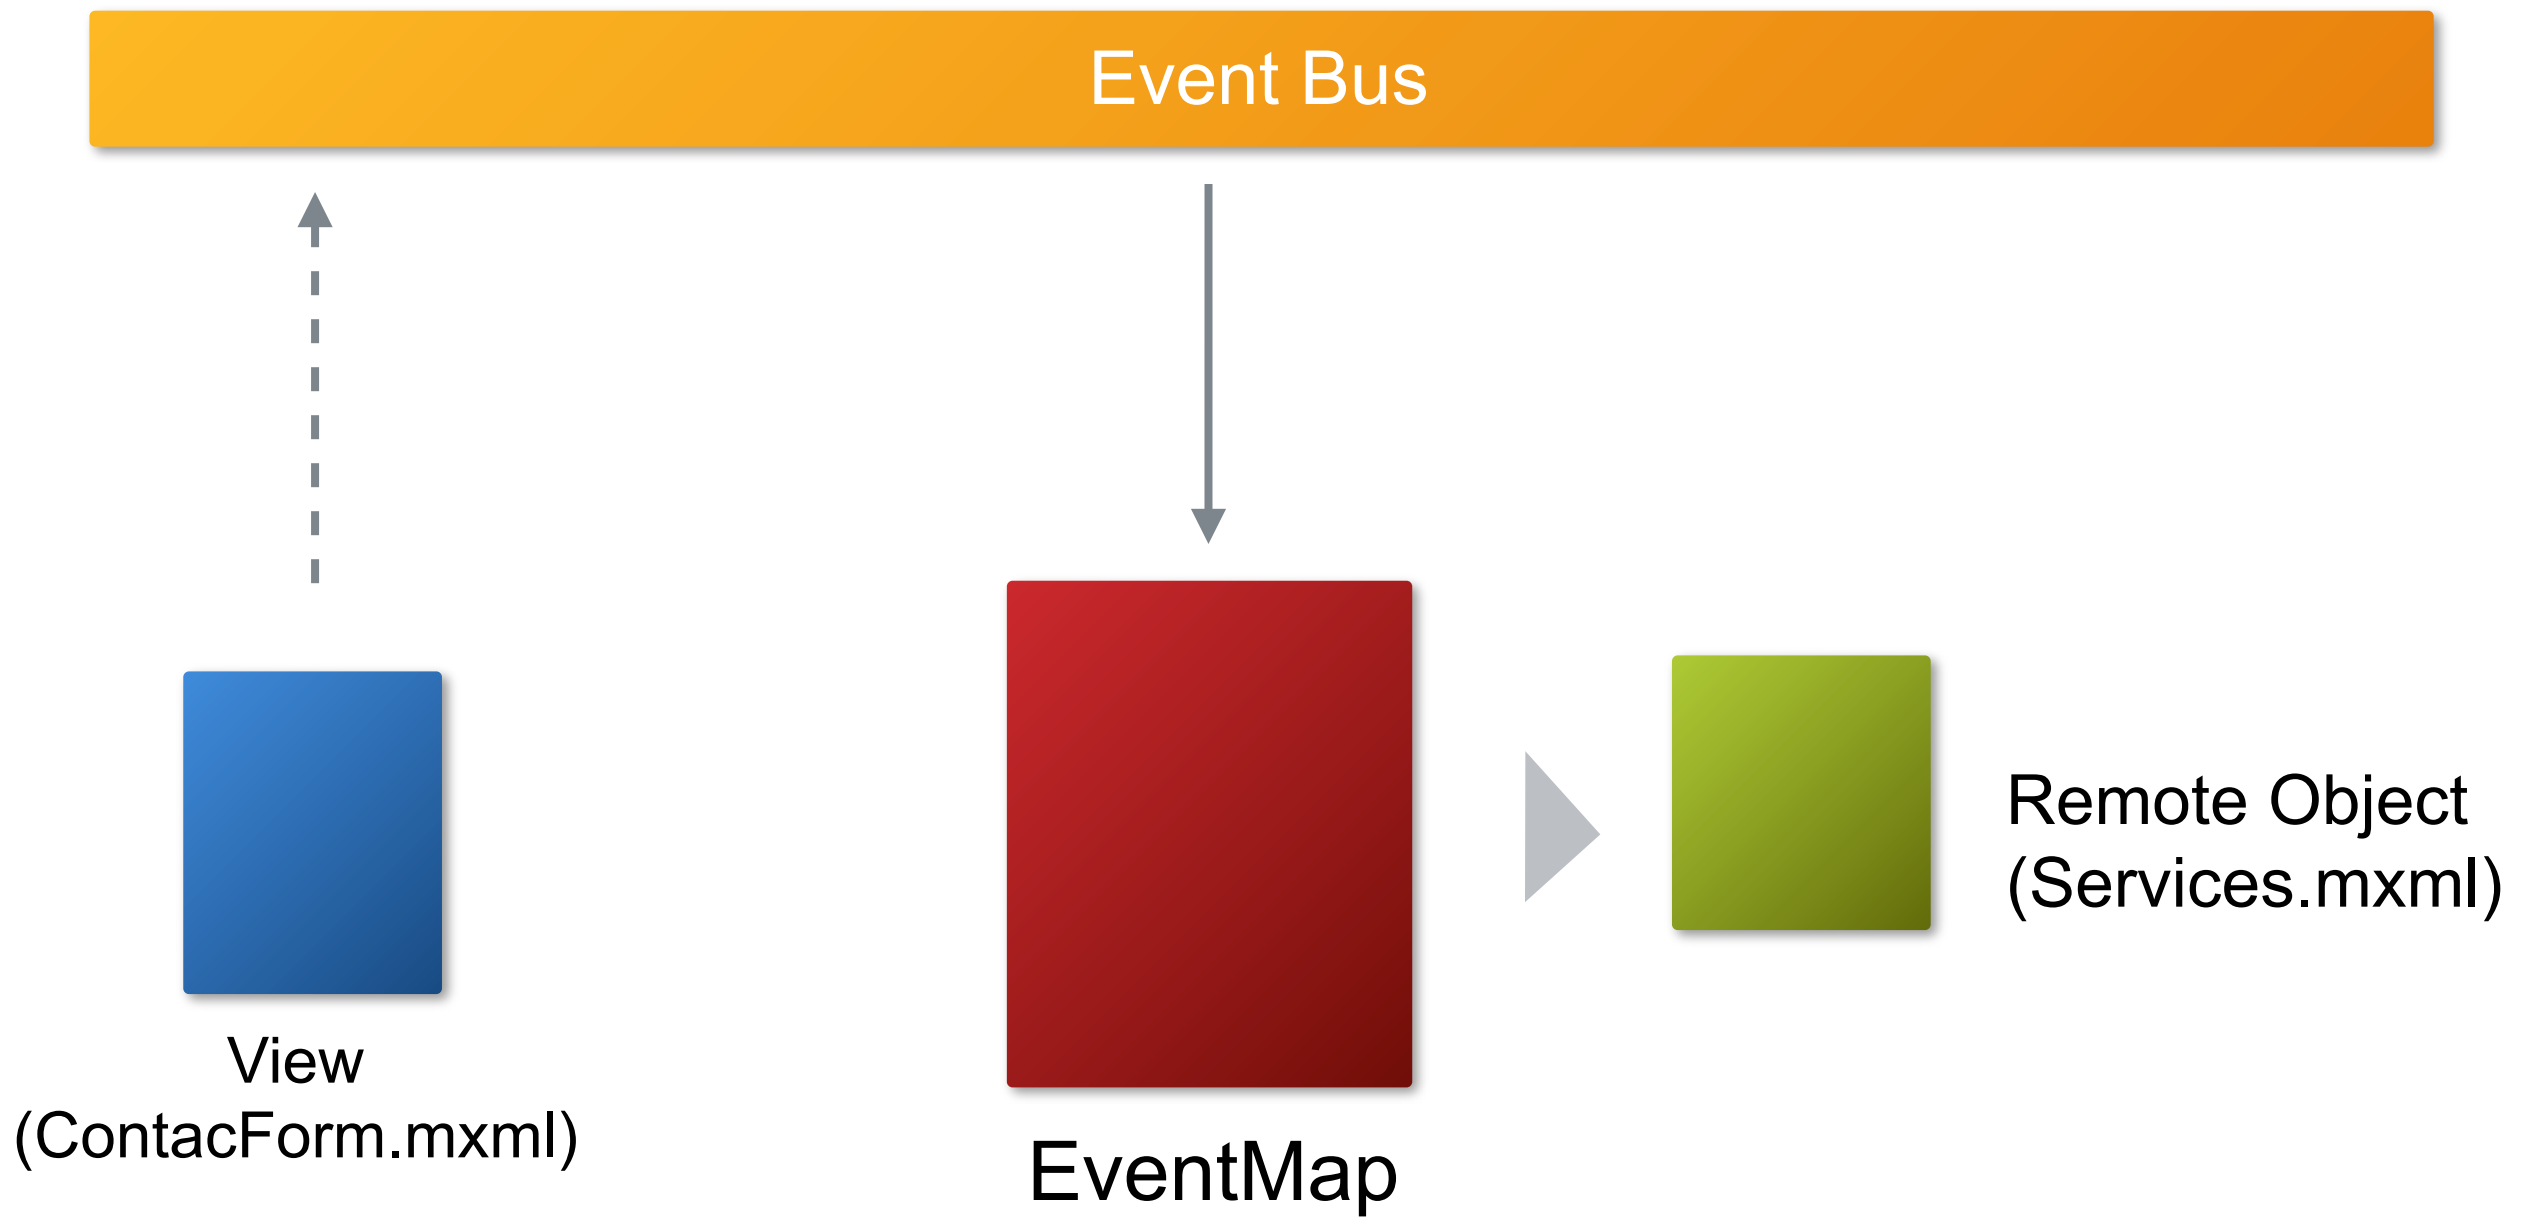 Event Bus
View
(ContacForm.mxml)
EventMap
Remote Object
(Services.mxml)